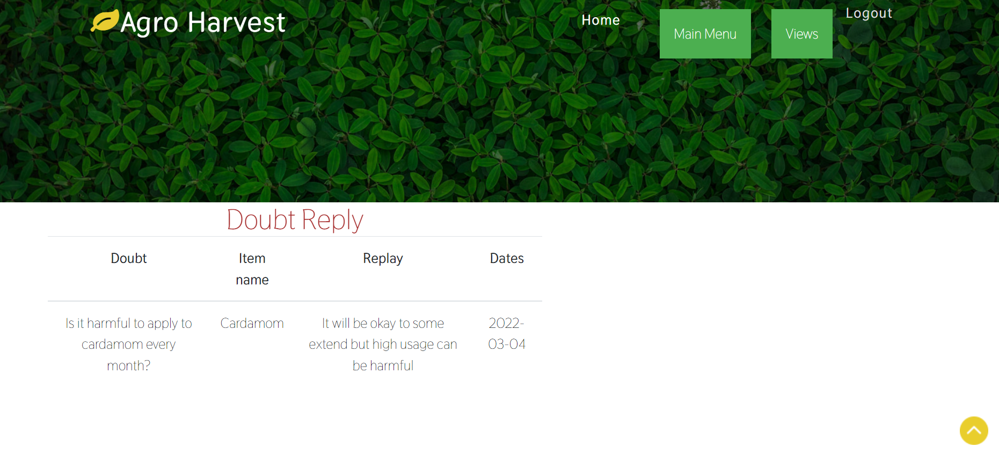 Agro Harvest
Home
Main Menu
Views
Logout
Doubt Reply
Doubt
Item
name
Replay
Dates
Is it harmful to apply to
cardamom every
month?
Cardamom
It will be okay to some
extend but high usage can
be harmful
2022-
03-04